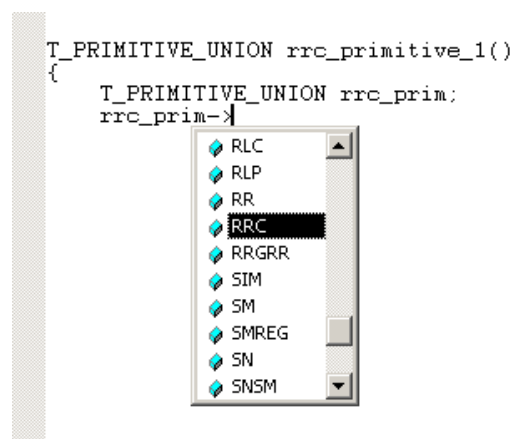 T_PRIMITIVE_UNION rrc_primitive_1()
{
T_PRIMITIVE_UNION rrc_prim;
rrc_prim->
RLC
RLP
RR
RRC
RRGRR
SIM
SM
SMREG
SN
SNSM